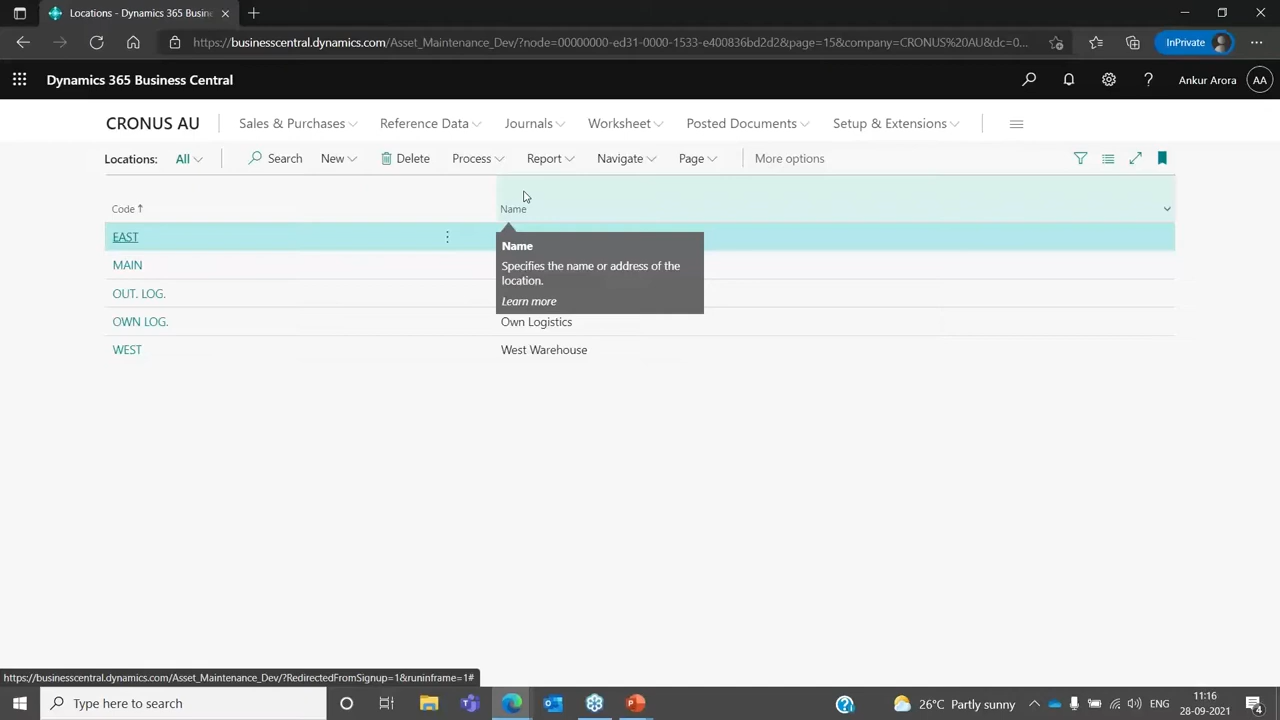 Locations - Dynamics 365 Busine
https://businesscentral.dynamics.com/Asset_Maintenance_Dev/?node=00000000-ed31-0000-1533-e400836bd2d2&page=15&company=CRONUS%20AU&dc=0...
InPrivate
Dynamics 365 Business Central
Ankur Arora AA
CRONUS AU Sales & Purchases Reference Data Journals Worksheet Posted Documents Setup & Extensions
Locations: All Search New Delete Process Report Navigate Page More options
Code ↑ Name
EAST
Name
MAIN
Specifies the name or address of the
location.
OUT. LOG.
Learn more
OWN LOG. Own Logistics
WEST West Warehouse
https://businesscentral.dynamics.com/Asset_Maintenance_Dev/?RedirectedFromSignup=1&runinframe=1#
Type here to search
26°C Partly sunny
ENG
11:16
28-09-2021
4